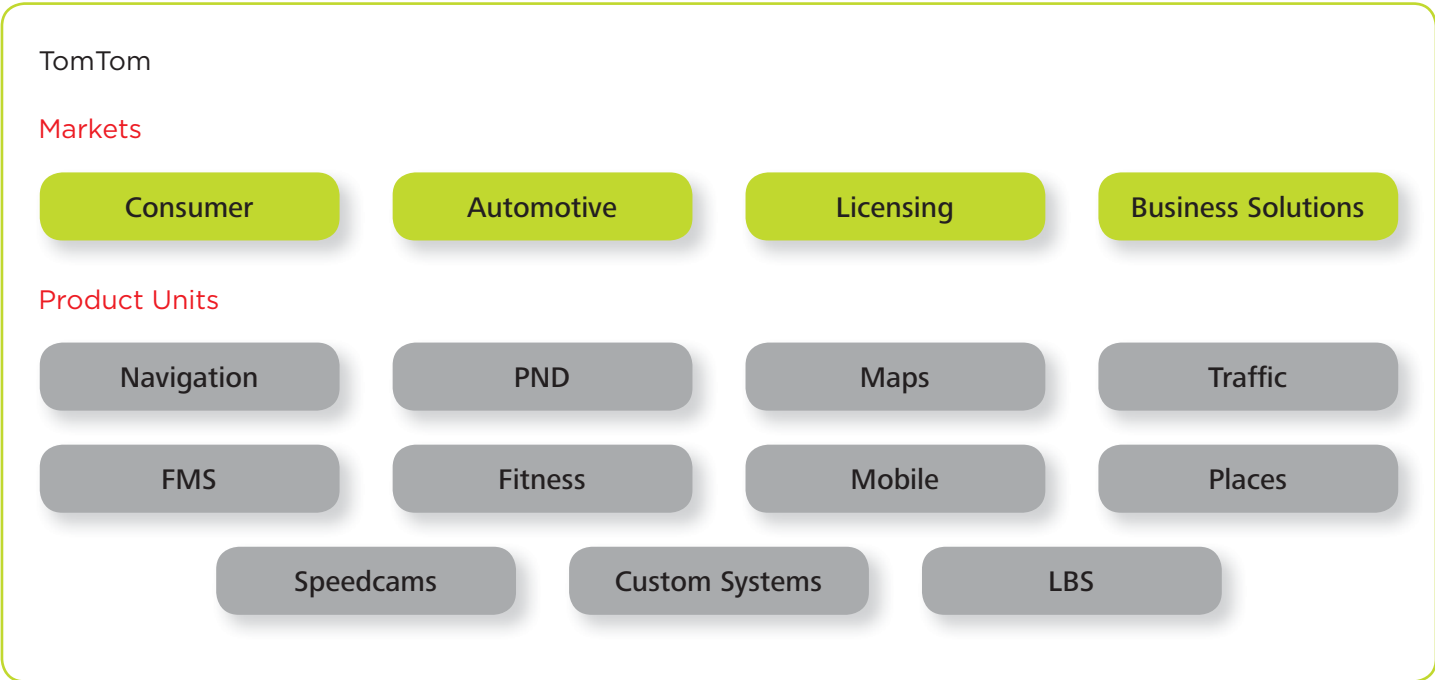 TomTom
Markets
Consumer Automotive Licensing Business Solutions
Product Units
Navigation PND Maps Traffic
FMS Fitness Mobile Places
Speedcams Custom Systems LBS